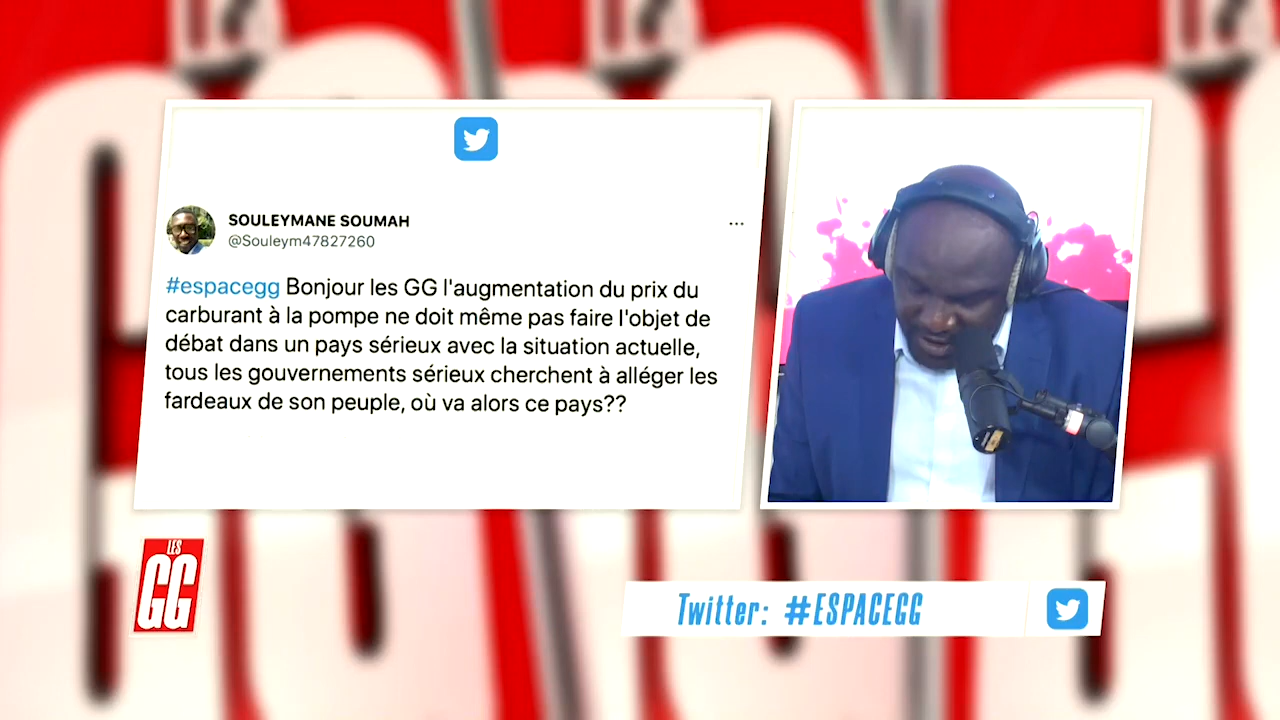 SOULEYMANE SOUMAH
@Souleym47827260
#espacegg Bonjour les GG l'augmentation du prix du
carburant à la pompe ne doit même pas faire l'objet de
débat dans un pays sérieux avec la situation actuelle,
tous les gouvernements sérieux cherchent à alléger les
fardeaux de son peuple, où va alors ce pays??
LES
GG
Twitter: #ESPACEGG